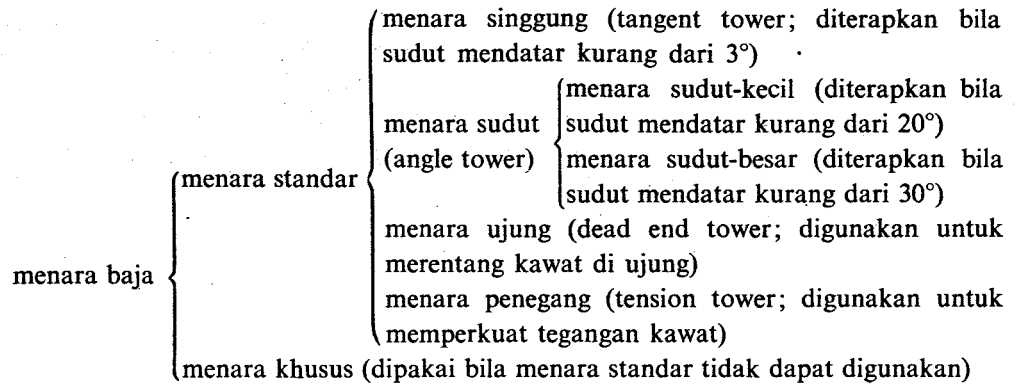 menara singgung (tangent tower; diterapkan bila
sudut mendatar kurang dari 3°)
menara sudut-kecil (diterapkan bila
menara sudut
sudut mendatar kurang dari 20°)
(angle tower)
menara sudut-besar (diterapkan bila
menara standar
sudut mendatar kurang dari 30°)
menara ujung (dead end tower; digunakan untuk
merentang kawat di ujung)
menara baja
menara penegang (tension tower; digunakan untuk
memperkuat tegangan kawat)
menara khusus (dipakai bila menara standar tidak dapat digunakan)